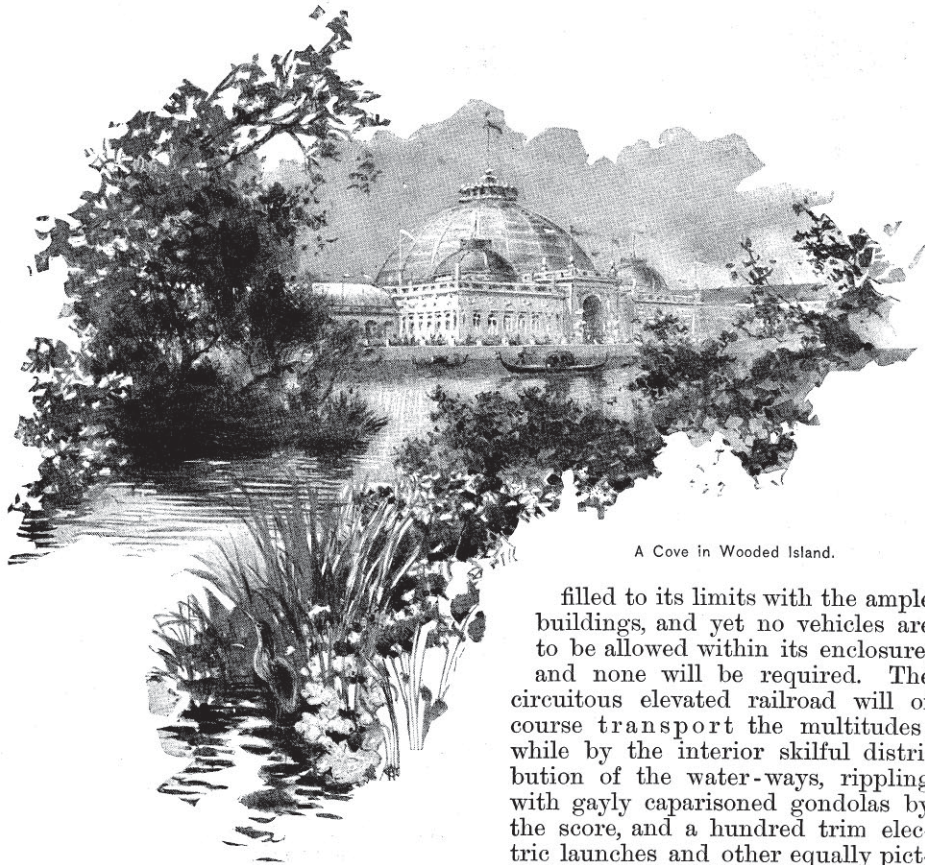 A Cove in Wooded Island.
filled to its limits with the ample
buildings, and yet no vehicles are
to be allowed within its enclosure
and none will be required. The
circuitous elevated railroad will of
course transport the multitudes
while by the interior skilful distri-
bution of the water-ways, rippling
with gayly caparisoned gondolas by
the score, and a hundred trim elec-
tric launches and other equally pict-